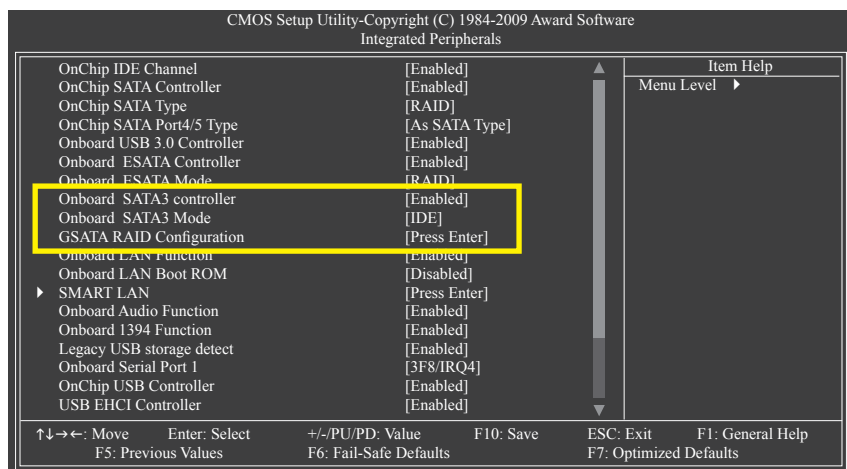 CMOS Setup Utility-Copyright (C) 1984-2009 Award Software
Integrated Peripherals
OnChip IDE Channel [Enabled]
OnChip SATA Controller [Enabled]
OnChip SATA Type [RAID]
OnChip SATA Port4/5 Type [As SATA Type]
Onboard USB 3.0 Controller [Enabled]
Onboard ESATA Controller [Enabled]
Onboard ESATA Mode [RAID]
Onboard SATA3 controller [Enabled]
Onboard SATA3 Mode [IDE]
GSATA RAID Configuration [Press Enter]
Onboard LAN Function [Enabled]
Onboard LAN Boot ROM [Disabled]
SMART LAN [Press Enter]
Onboard Audio Function [Enabled]
Onboard 1394 Function [Enabled]
Legacy USB storage detect [Enabled]
Onboard Serial Port 1 [3F8/IRQ4]
OnChip USB Controller [Enabled]
USB EHCI Controller [Enabled]
Item Help
Menu Level
↑↓→←: Move Enter: Select +/-/PU/PD: Value F10: Save ESC: Exit F1: General Help
F5: Previous Values F6: Fail-Safe Defaults F7: Optimized Defaults